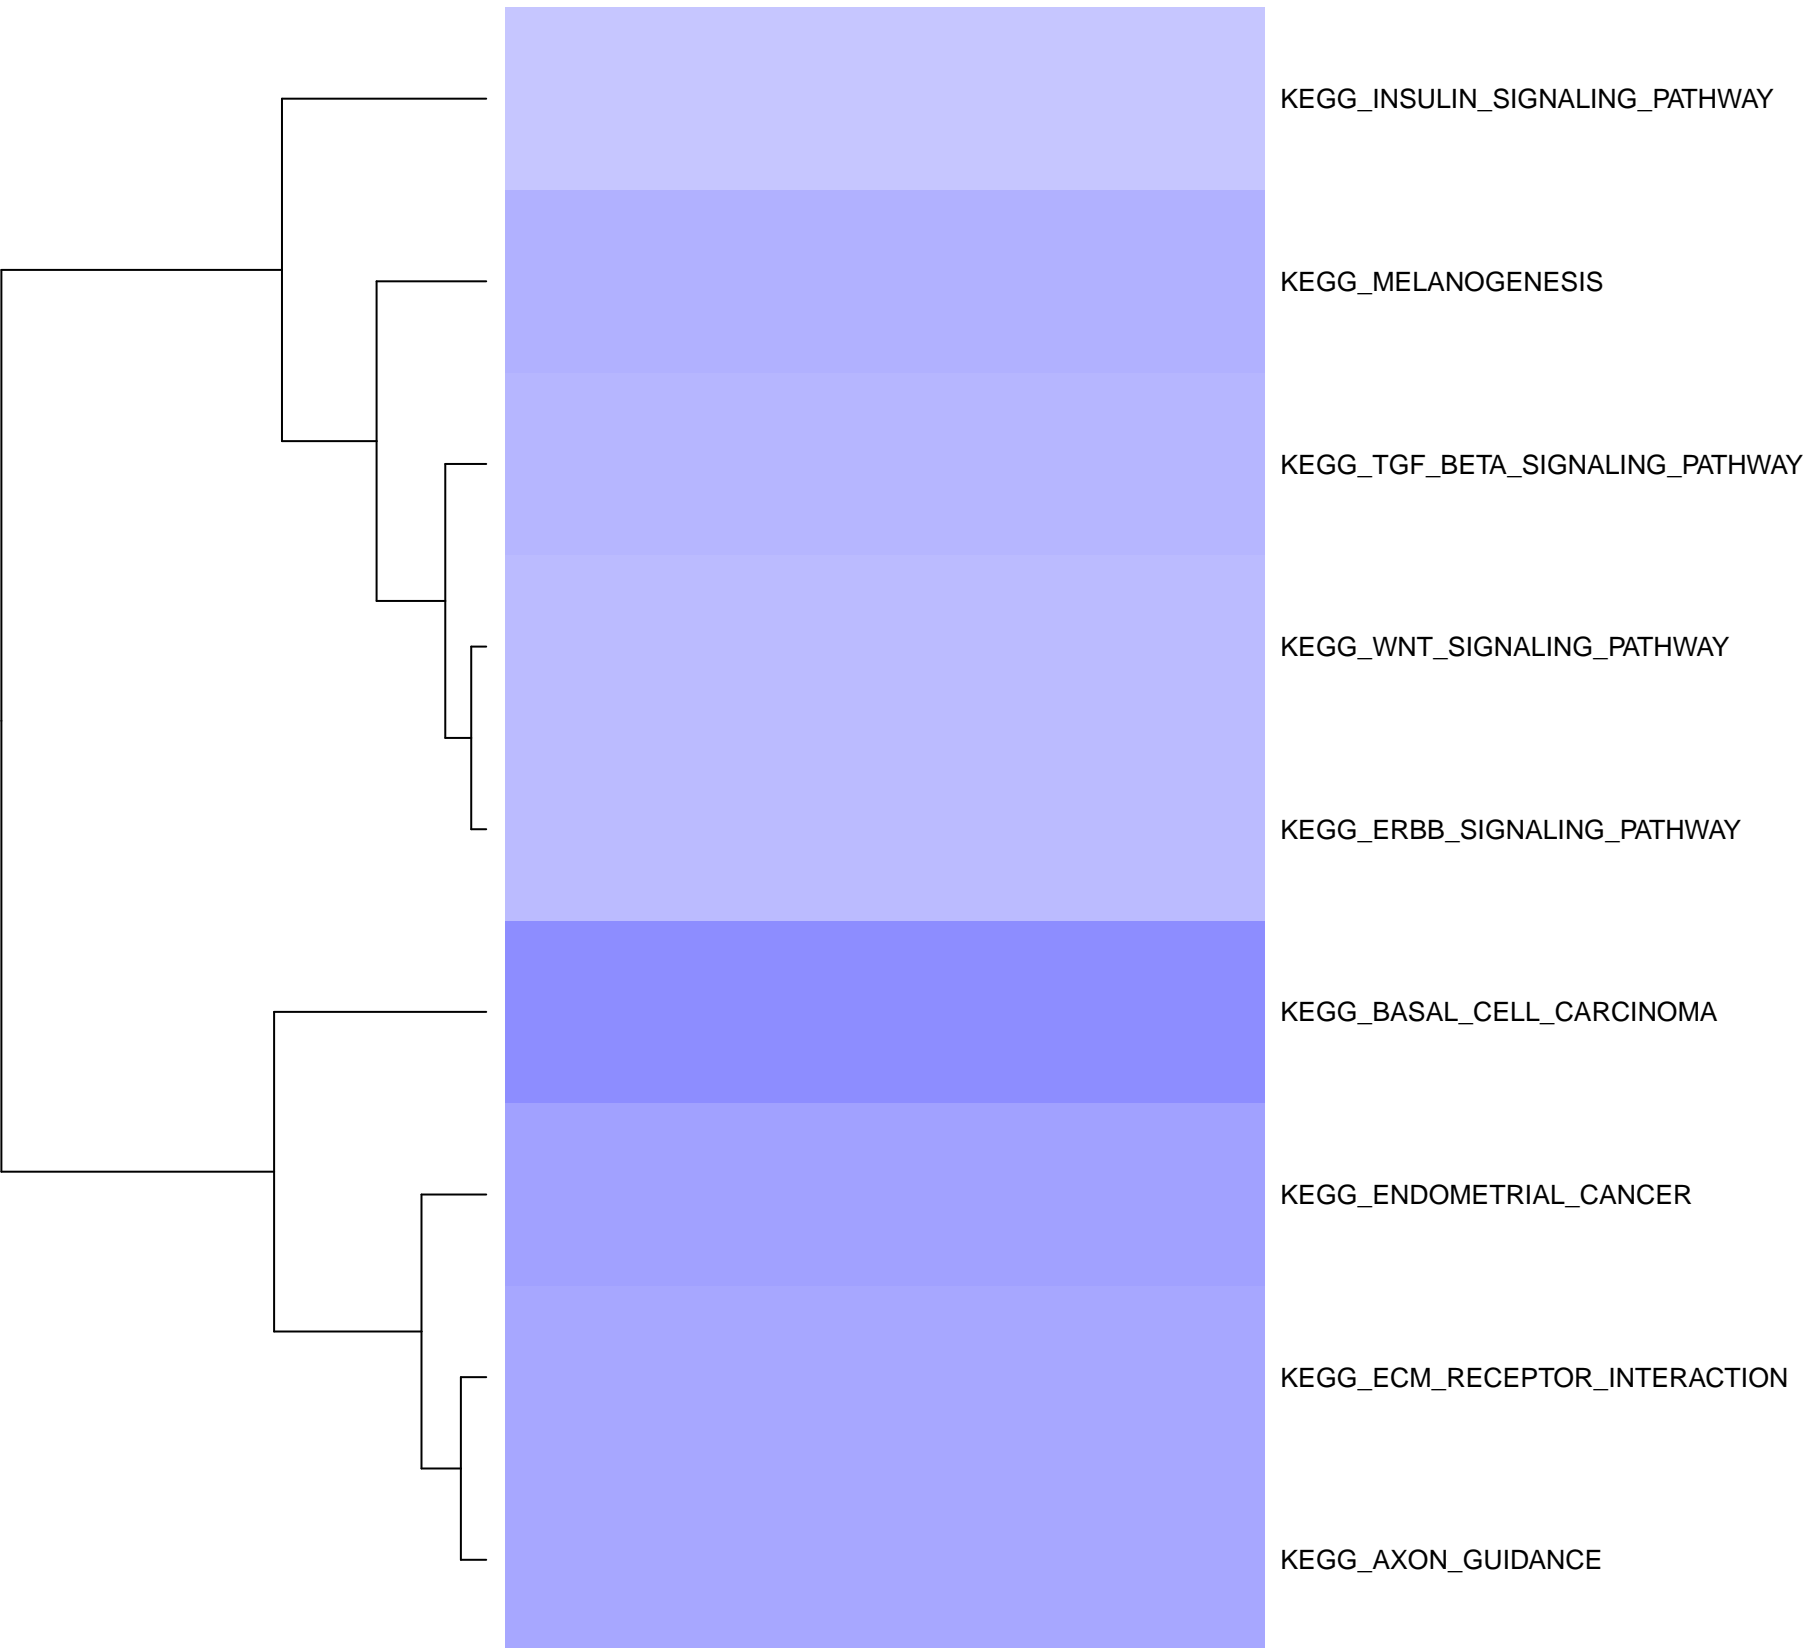 KEGG_INSULIN_SIGNALING_PATHWAY
KEGG_MELANOGENESIS
KEGG_TGF_BETA_SIGNALING_PATHWAY
KEGG_WNT_SIGNALING_PATHWAY
KEGG_ERBB_SIGNALING_PATHWAY
KEGG_BASAL_CELL_CARCINOMA
KEGG_ENDOMETRIAL_CANCER
KEGG_ECM_RECEPTOR_INTERACTION
KEGG_AXON_GUIDANCE